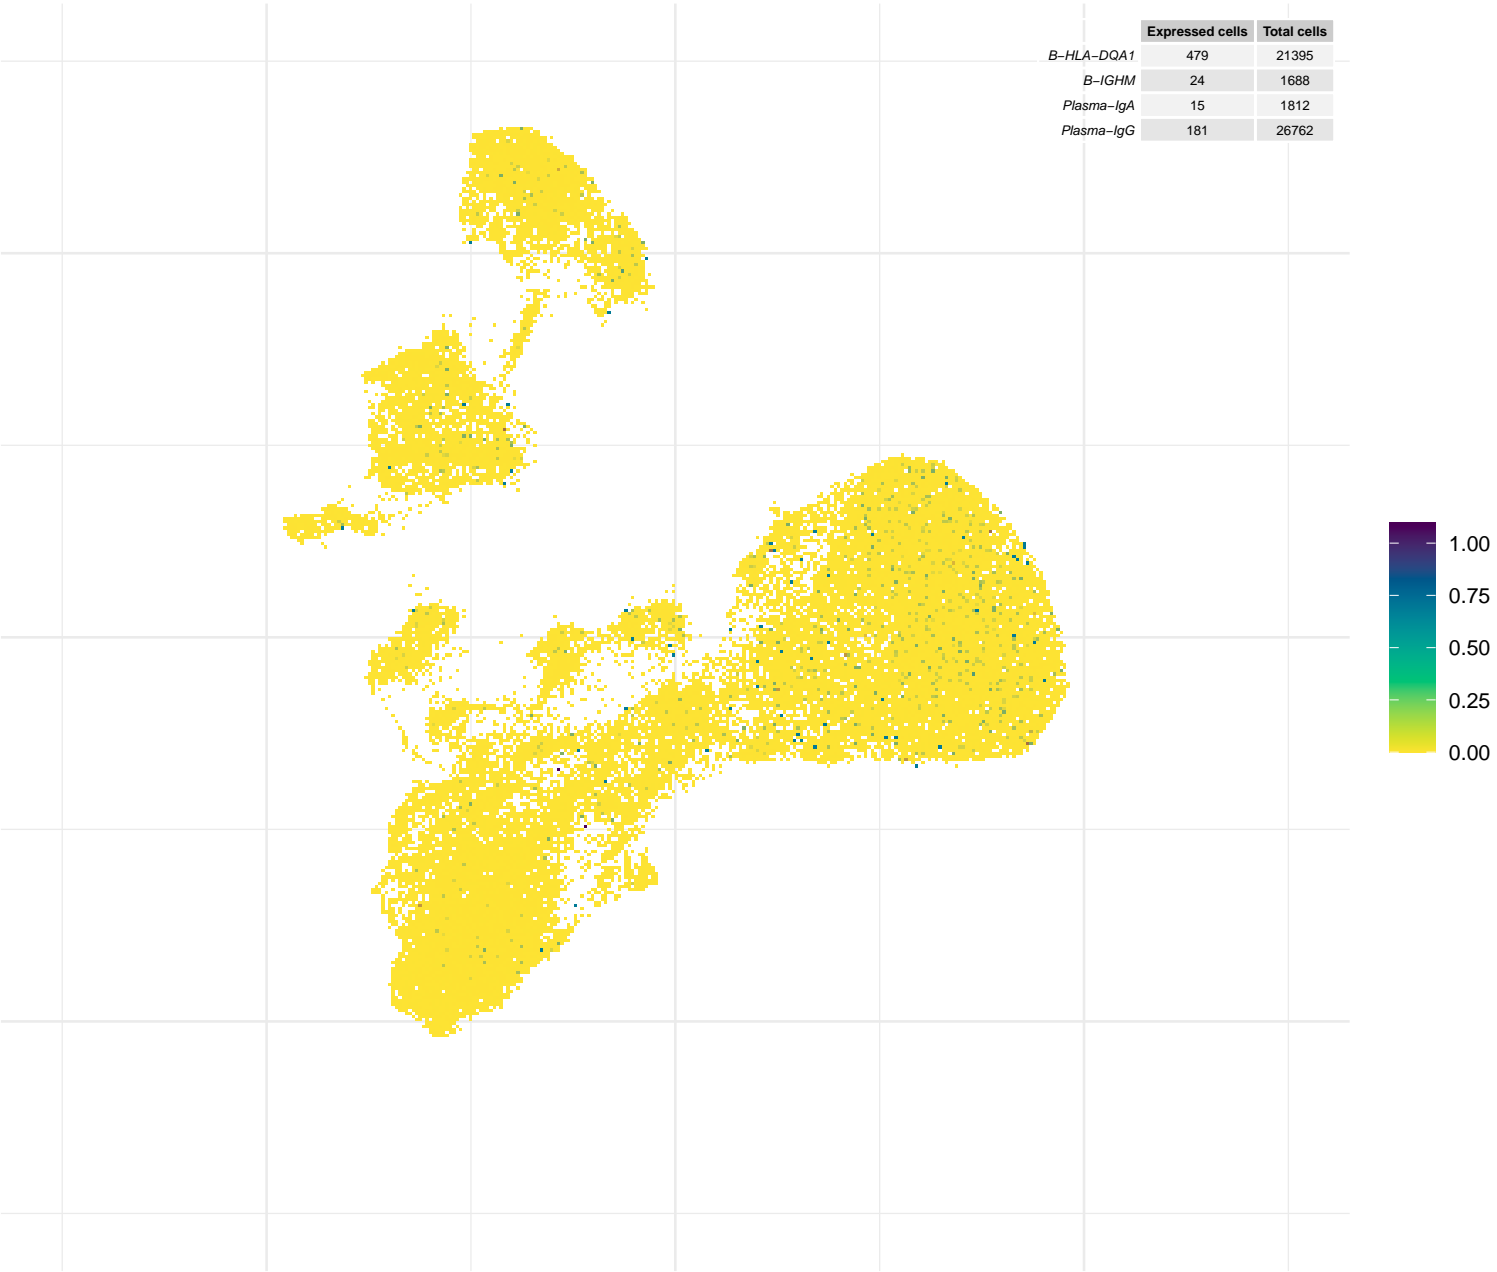 Expressed cells Total cells
B−HLA−DQA1 479 21395
B−IGHM 24 1688
Plasma−IgA 15 1812
Plasma−IgG 181 26762
1.00
0.75
0.50
0.25
0.00